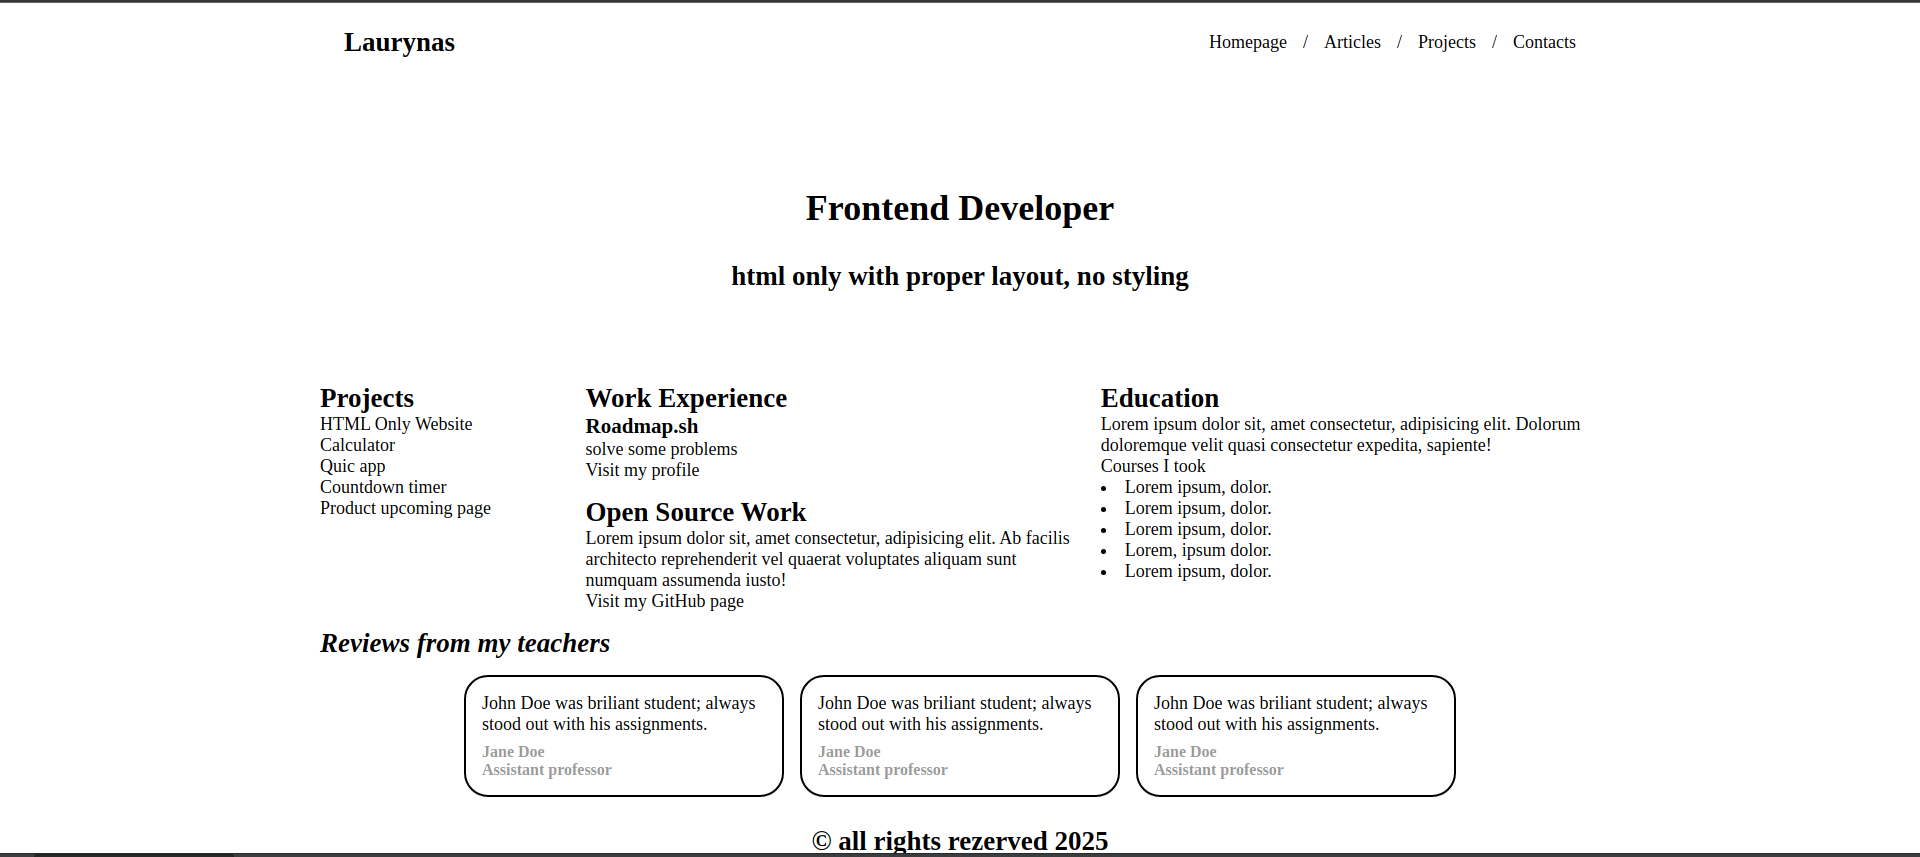 Laurynas
Homepage / Articles / Projects / Contacts
Frontend Developer
html only with proper layout, no styling
Projects
HTML Only Website
Calculator
Quic app
Countdown timer
Product upcoming page
Work Experience
Roadmap.sh
solve some problems
Visit my profile
Open Source Work
Lorem ipsum dolor sit, amet consectetur, adipisicing elit. Ab facilis
architecto reprehenderit vel quaerat voluptates aliquam sunt
numquam assumenda iusto!
Visit my GitHub page
Education
Lorem ipsum dolor sit, amet consectetur, adipisicing elit. Dolorum
doloremque velit quasi consectetur expedita, sapiente!
Courses I took
• Lorem ipsum, dolor.
• Lorem ipsum, dolor.
• Lorem ipsum, dolor.
• Lorem, ipsum dolor.
• Lorem ipsum, dolor.
Reviews from my teachers
John Doe was briliant student; always
stood out with his assignments.
Jane Doe
Assistant professor
John Doe was briliant student; always
stood out with his assignments.
Jane Doe
Assistant professor
John Doe was briliant student; always
stood out with his assignments.
Jane Doe
Assistant professor
© all rights rezerved 2025